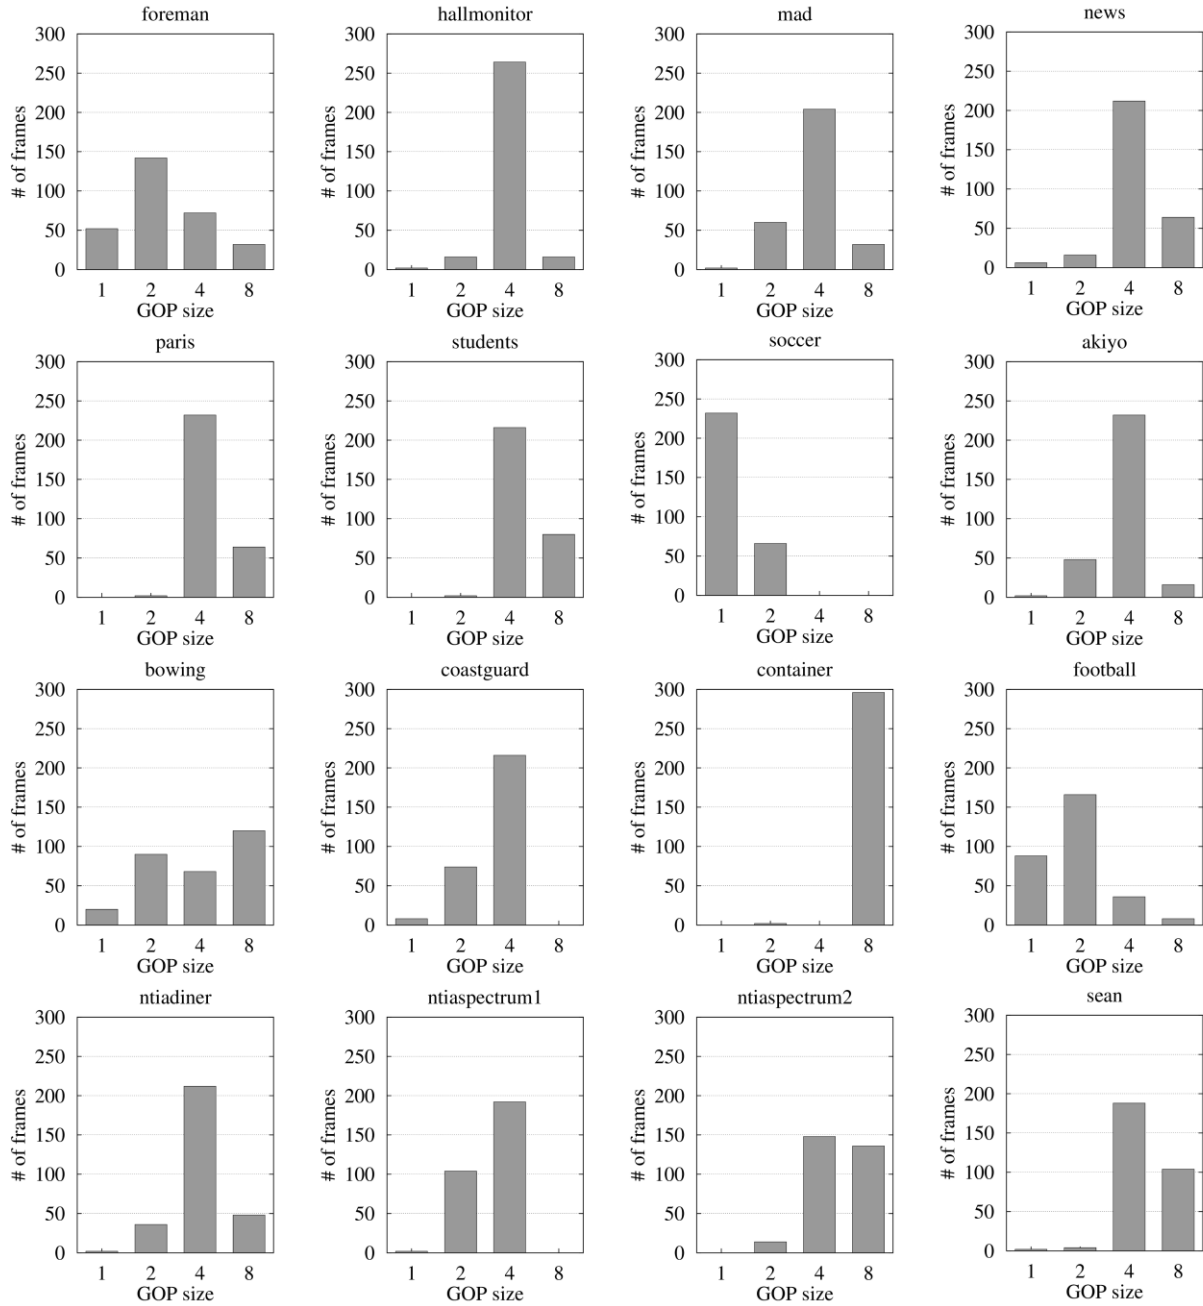 foreman
300
250
200
150
100
50
0
# of frames
1 2 4 8
GOP size
hallmonitor
300
250
200
150
100
50
0
# of frames
1 2 4 8
GOP size
mad
300
250
200
150
100
50
0
# of frames
1 2 4 8
GOP size
news
300
250
200
150
100
50
0
# of frames
1 2 4 8
GOP size
paris
300
250
200
150
100
50
0
# of frames
1 2 4 8
GOP size
students
300
250
200
150
100
50
0
# of frames
1 2 4 8
GOP size
soccer
300
250
200
150
100
50
0
# of frames
1 2 4 8
GOP size
akiyo
300
250
200
150
100
50
0
# of frames
1 2 4 8
GOP size
bowing
300
250
200
150
100
50
0
# of frames
1 2 4 8
GOP size
coastguard
300
250
200
150
100
50
0
# of frames
1 2 4 8
GOP size
container
300
250
200
150
100
50
0
# of frames
1 2 4 8
GOP size
football
300
250
200
150
100
50
0
# of frames
1 2 4 8
GOP size
ntiadiner
300
250
200
150
100
50
0
# of frames
1 2 4 8
GOP size
ntiaspectrum1
300
250
200
150
100
50
0
# of frames
1 2 4 8
GOP size
ntiaspectrum2
300
250
200
150
100
50
0
# of frames
1 2 4 8
GOP size
sean
300
250
200
150
100
50
0
# of frames
1 2 4 8
GOP size